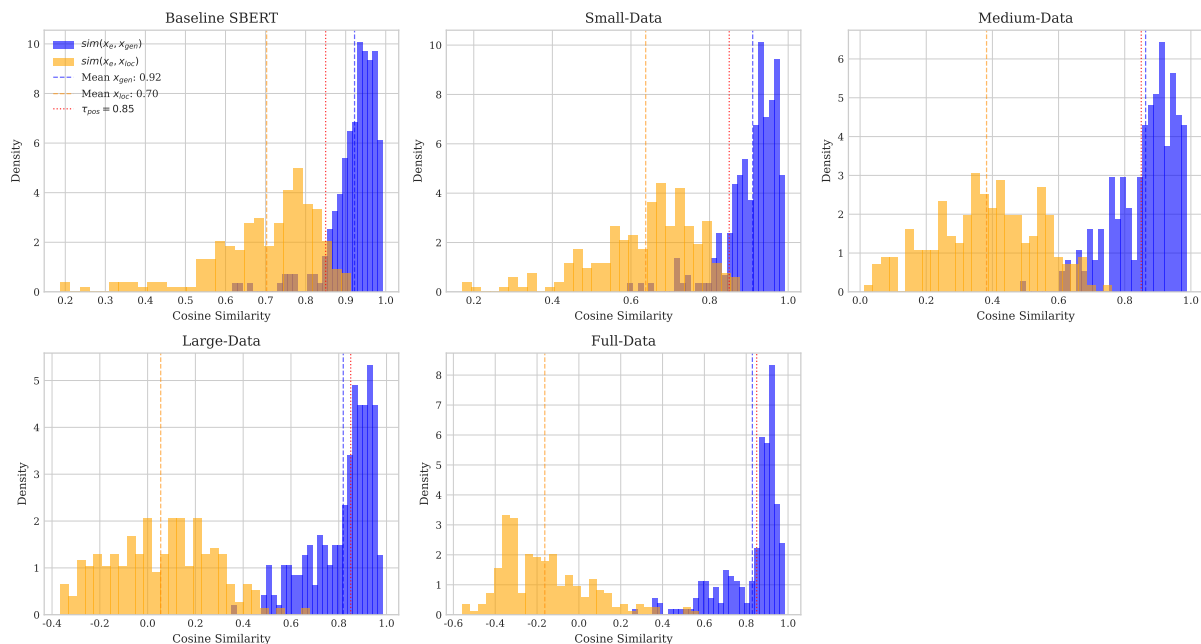 Baseline SBERT
10
8
6
4
2
0
Density
sim(x_e, x_gen)
sim(x_e, x_loc)
Mean x_gen: 0.92
Mean x_loc: 0.70
τ_pos = 0.85
0.2 0.3 0.4 0.5 0.6 0.7 0.8 0.9 1.0
Cosine Similarity
Small-Data
10
8
6
4
2
0
Density
0.2 0.4 0.6 0.8 1.0
Cosine Similarity
Medium-Data
6
5
4
3
2
1
0
Density
0.0 0.2 0.4 0.6 0.8 1.0
Cosine Similarity
Large-Data
5
4
3
2
1
0
Density
-0.4 -0.2 0.0 0.2 0.4 0.6 0.8 1.0
Cosine Similarity
Full-Data
8
7
6
5
4
3
2
1
0
Density
-0.6 -0.4 -0.2 0.0 0.2 0.4 0.6 0.8 1.0
Cosine Similarity